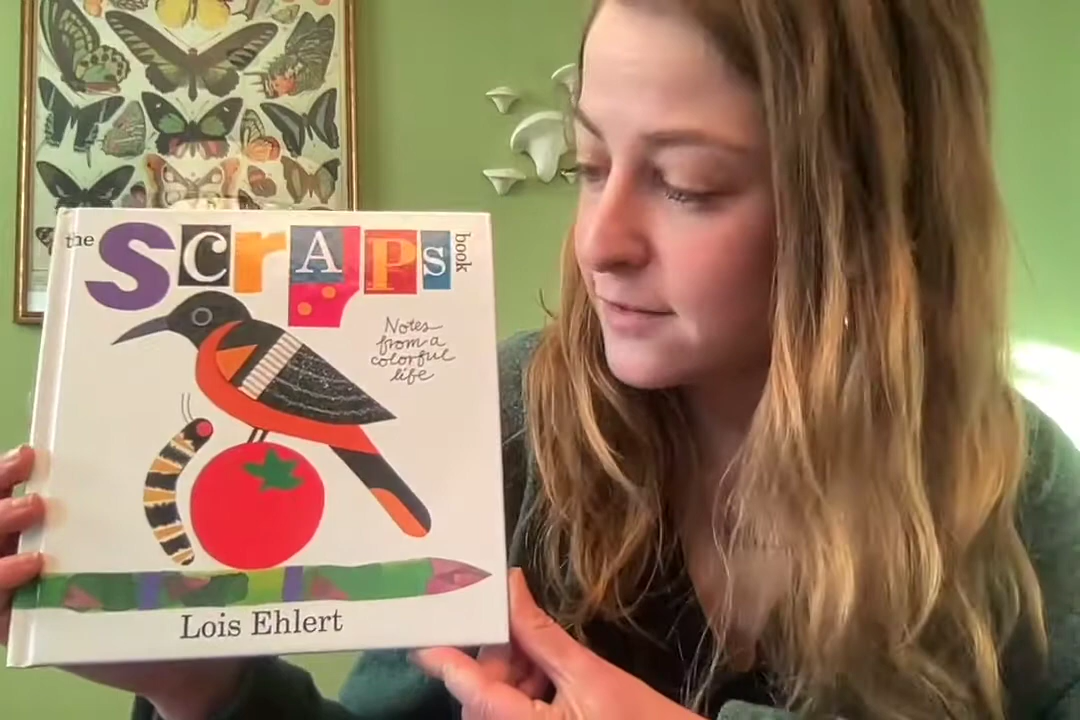 the SCraPS book
Notes
from a
colorful
life
Lois Ehlert